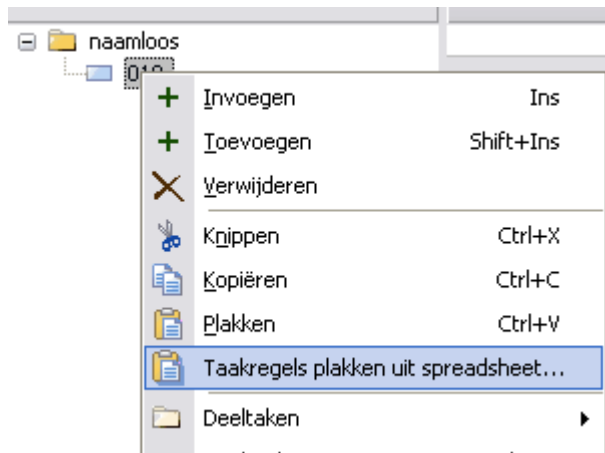 naamloos
Invoegen Ins
Toevoegen Shift+Ins
Verwijderen
Knippen Ctrl+X
Kopiëren Ctrl+C
Plakken Ctrl+V
Taakregels plakken uit spreadsheet...
Deeltaken